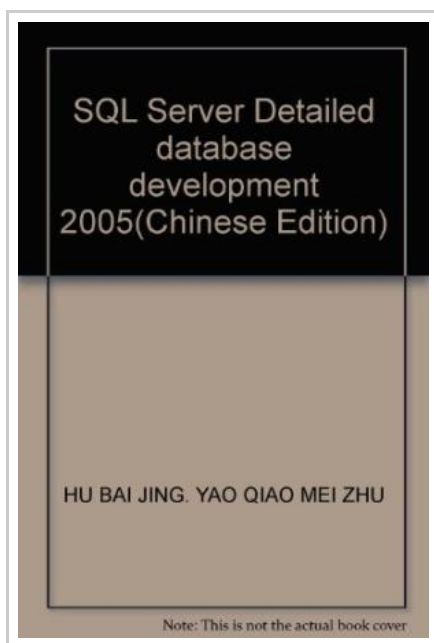 SQL Server Detailed
database
development
2005(Chinese Edition)
HU BAI JING. YAO QIAO MEI ZHU
Note: This is not the actual book cover